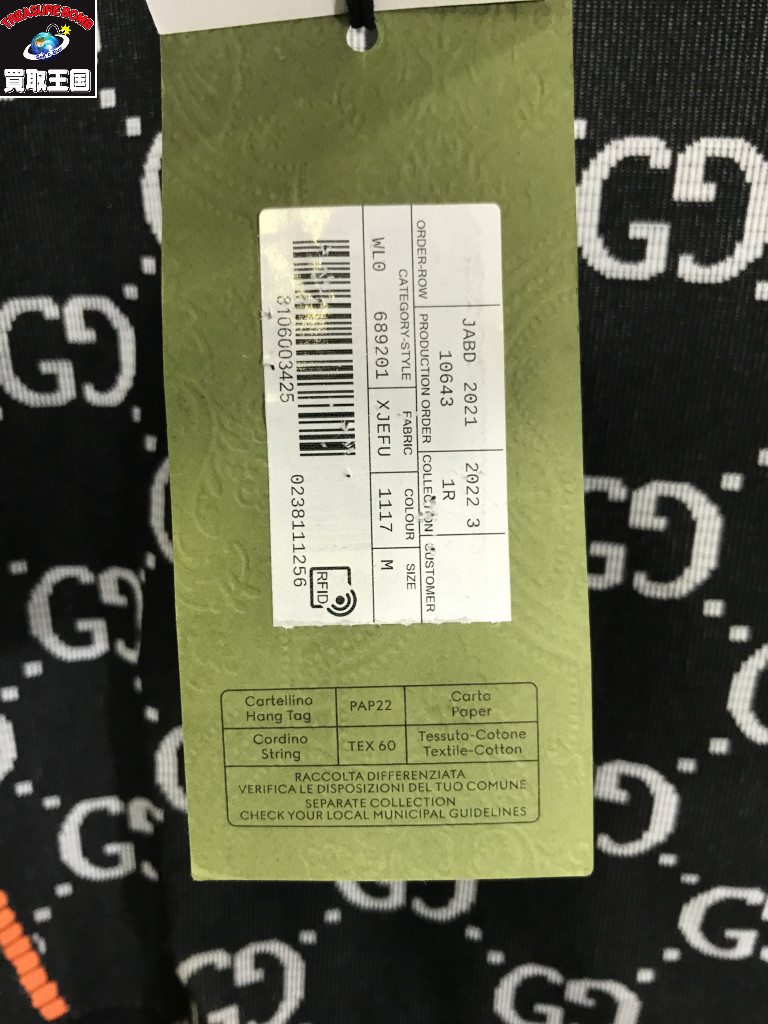 TREASURE BOMB
買取王国
ORDER-ROW PRODUCTION ORDER COLLECTION CUSTOMER
JABD 2021 2022 3
10643 1R
CATEGORY-STYLE FABRIC COLOUR SIZE
WL0 689201 XJEFU 1117 M
3106003425 0238111256
RFID
Cartellino
Hang Tag
PAP22
Carta
Paper
Cordino
String
TEX 60
Tessuto-Cotone
Textile-Cotton
RACCOLTA DIFFERENZIATA
VERIFICA LE DISPOSIZIONI DEL TUO COMUNE
SEPARATE COLLECTION
CHECK YOUR LOCAL MUNICIPAL GUIDELINES